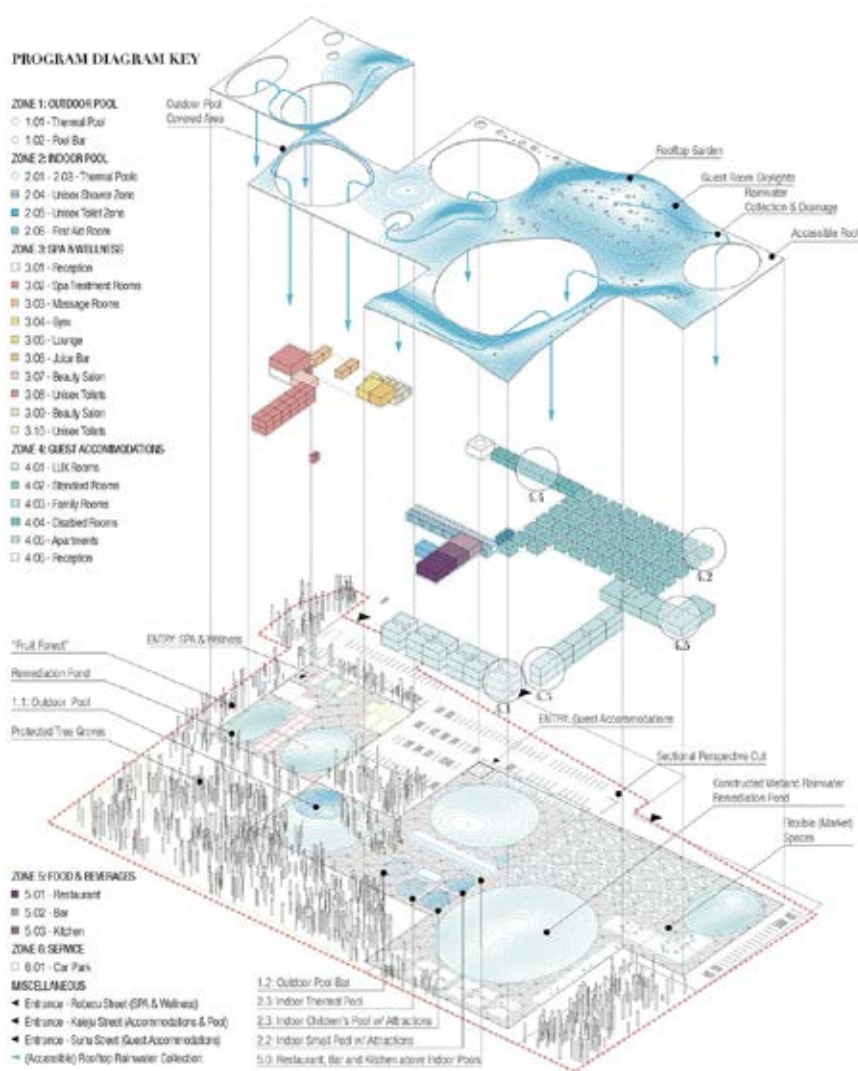 PROGRAM DIAGRAM KEY
ZONE 1: OUTDOOR POOL
1.01 - Thermal Pool
1.02 - Pool Bar
ZONE 2: INDOOR POOL
2.01 - 2.03 - Thermal Pools
2.04 - Unisex Shower Zone
2.05 - Unisex Toilet Zone
2.06 - First Aid Room
ZONE 3: SPA & WELLNESS
3.01 - Reception
3.02 - Spa Treatment Rooms
3.03 - Massage Rooms
3.04 - Gym
3.05 - Lounge
3.06 - Juice Bar
3.07 - Beauty Salon
3.08 - Unisex Toilets
3.09 - Beauty Salon
3.10 - Unisex Toilets
ZONE 4: GUEST ACCOMMODATIONS
4.01 - LUX Rooms
4.02 - Standard Rooms
4.03 - Family Rooms
4.04 - Disabled Rooms
4.05 - Apartments
4.06 - Reception
Outdoor Pool
Covered Area
Rooftop Garden
Guest Room Skylights
Rainwater
Collection & Drainage
Accessible Roof
4.4
4.2
4.5
"Fruit Forest"
Remediation Pond
1.1: Outdoor Pool
Protected Tree Groves
ENTRY: SPA & Wellness
ENTRY: Guest Accommodations
Sectional Perspective Cut
Constructed Wetland Rainwater
Remediation Pond
Flexible (Market)
Spaces
ZONE 5: FOOD & BEVERAGES
5.01 - Restaurant
5.02 - Bar
5.03 - Kitchen
ZONE 6: SERVICE
6.01 - Car Park
MISCELLANEOUS
Entrance - Street (SPA & Wellness)
Entrance - Street (Accommodations & Pool)
Entrance - Street (Guest Accommodations)
(Accessible) Rooftop Rainwater Collection
1.2: Outdoor Pool Bar
2.3: Indoor Thermal Pool
2.3: Indoor Children's Pool w/ Attractions
2.2: Indoor Small Pool w/ Attractions
5.0: Restaurant, Bar and Kitchen above Indoor Pools